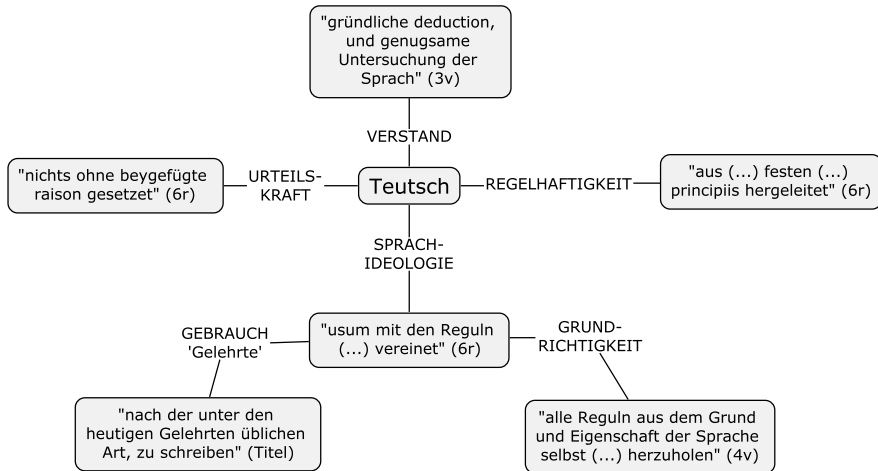 "gründliche deduction,
und genugsame
Untersuchung der
Sprach" (3v)
VERSTAND
"nichts ohne beygefügte
raison gesetzet" (6r)
URTEILS-
KRAFT
Teutsch
REGELHAFTIGKEIT
"aus (...) festen (...)
principiis hergeleitet" (6r)
SPRACH-
IDEOLOGIE
"usum mit den Reguln
(...) vereinet" (6r)
GEBRAUCH
'Gelehrte'
GRUND-
RICHTIGKEIT
"nach der unter den
heutigen Gelehrten üblichen
Art, zu schreiben" (Titel)
"alle Reguln aus dem Grund
und Eigenschaft der Sprache
selbst (...) herzuholen" (4v)